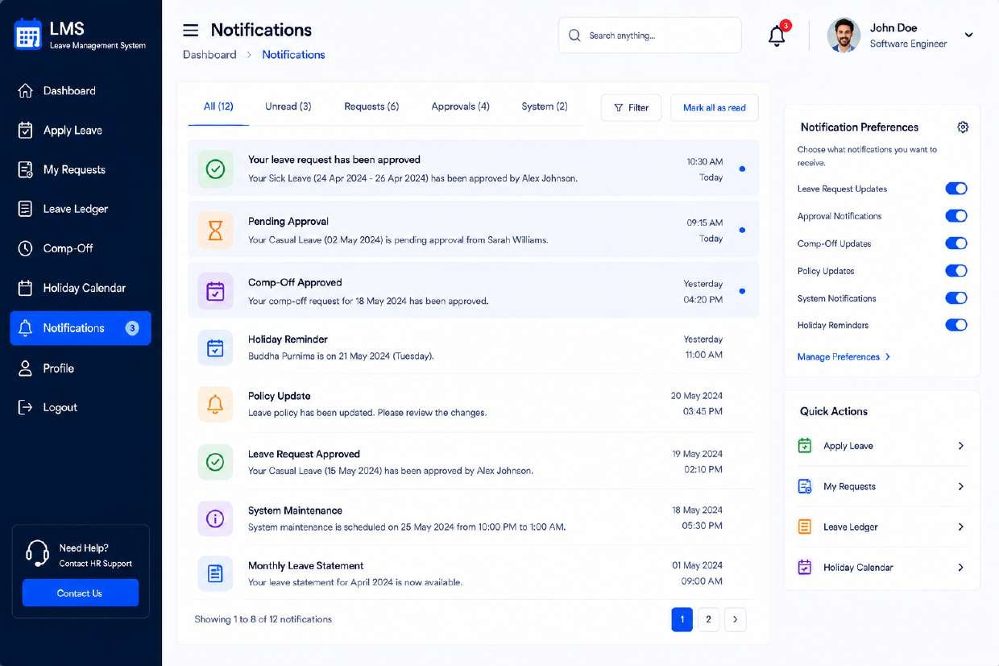 LMS
Leave Management System
Dashboard
Apply Leave
My Requests
Leave Ledger
Comp-Off
Holiday Calendar
Notifications 3
Profile
Logout
Need Help?
Contact HR Support
Contact Us
Notifications
Dashboard > Notifications
Search anything...
3
John Doe
Software Engineer
All (12) Unread (3) Requests (6) Approvals (4) System (2) Filter Mark all as read
Your leave request has been approved
Your Sick Leave (24 Apr 2024 - 26 Apr 2024) has been approved by Alex Johnson.
10:30 AM
Today
Pending Approval
Your Casual Leave (02 May 2024) is pending approval from Sarah Williams.
09:15 AM
Today
Comp-Off Approved
Your comp-off request for 18 May 2024 has been approved.
Yesterday
04:20 PM
Holiday Reminder
Buddha Purnima is on 21 May 2024 (Tuesday).
Yesterday
11:00 AM
Policy Update
Leave policy has been updated. Please review the changes.
20 May 2024
03:45 PM
Leave Request Approved
Your Casual Leave (15 May 2024) has been approved by Alex Johnson.
19 May 2024
02:10 PM
System Maintenance
System maintenance is scheduled on 25 May 2024 from 10:00 PM to 1:00 AM.
18 May 2024
05:30 PM
Monthly Leave Statement
Your leave statement for April 2024 is now available.
01 May 2024
09:00 AM
Showing 1 to 8 of 12 notifications
1 2 >
Notification Preferences
Choose what notifications you want to
receive.
Leave Request Updates
Approval Notifications
Comp-Off Updates
Policy Updates
System Notifications
Holiday Reminders
Manage Preferences >
Quick Actions
Apply Leave >
My Requests >
Leave Ledger >
Holiday Calendar >